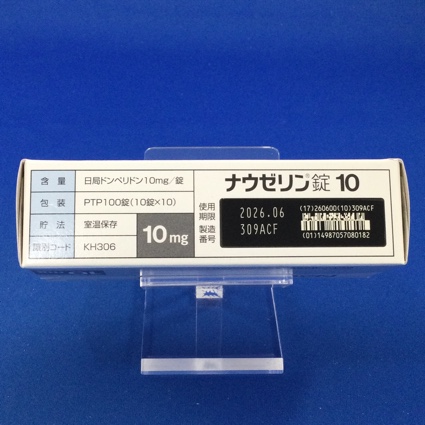 含量 日局ドンペリドン10mg/錠
包装 PTP100錠(10錠×10)
貯法 室温保存
識別コード KH306
10mg
ナウゼリン®錠 10
使用期限 2026.06
製造番号 309ACF
(17)260600(10)309ACF
(01)14987057080182